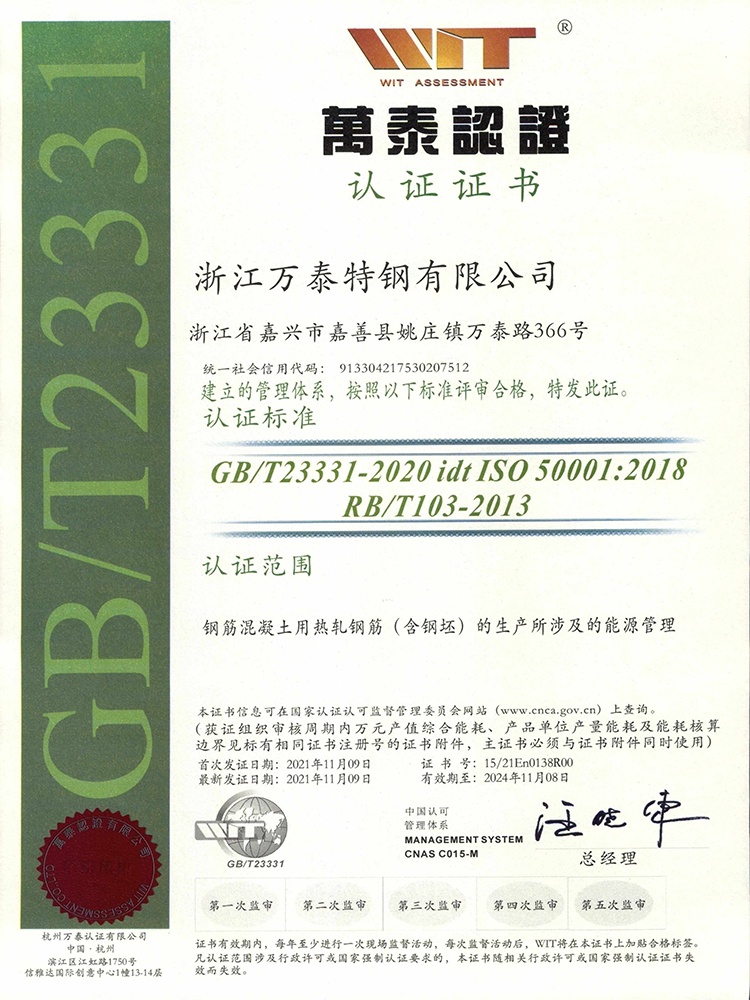 GB/T23331
WIT ®
WIT ASSESSMENT
萬泰認證
认证证书
浙江万泰特钢有限公司
浙江省嘉兴市嘉善县姚庄镇万泰路366号
统一社会信用代码： 913304217530207512
建立的管理体系，按照以下标准评审合格，特发此证。
认证标准
GB/T23331-2020 idt ISO 50001:2018
RB/T103-2013
认证范围
钢筋混凝土用热轧钢筋（含钢坯）的生产所涉及的能源管理
本证书信息可在国家认证认可监督管理委员会网站（www.cnca.gov.cn）上查询。
(获证组织审核周期内万元产值综合能耗、产品单位产量能耗及能耗核算
边界见标有相同证书注册号的证书附件，主证书必须与证书附件同时使用)
首次发证日期：2021年11月09日 证 书 号：15/21En0138R00
最新发证日期：2021年11月09日 有效期至：2024年11月08日
WIT
GB/T23331
中国认可
管理体系
MANAGEMENT SYSTEM
CNAS C015-M
总经理
第一次监审 第二次监审 第三次监审 第四次监审 第五次监审
杭州万泰认证有限公司
中国·杭州
滨江区江虹路1750号
信雅达国际创意中心1幢13-14层
证书有效期内，每年至少进行一次现场监督活动，每次监督活动后，WIT将在本证书上加贴合格标签。
凡认证范围涉及行政许可或国家强制认证要求的，本证书随相关行政许可或国家强制认证证书失
效而失效。